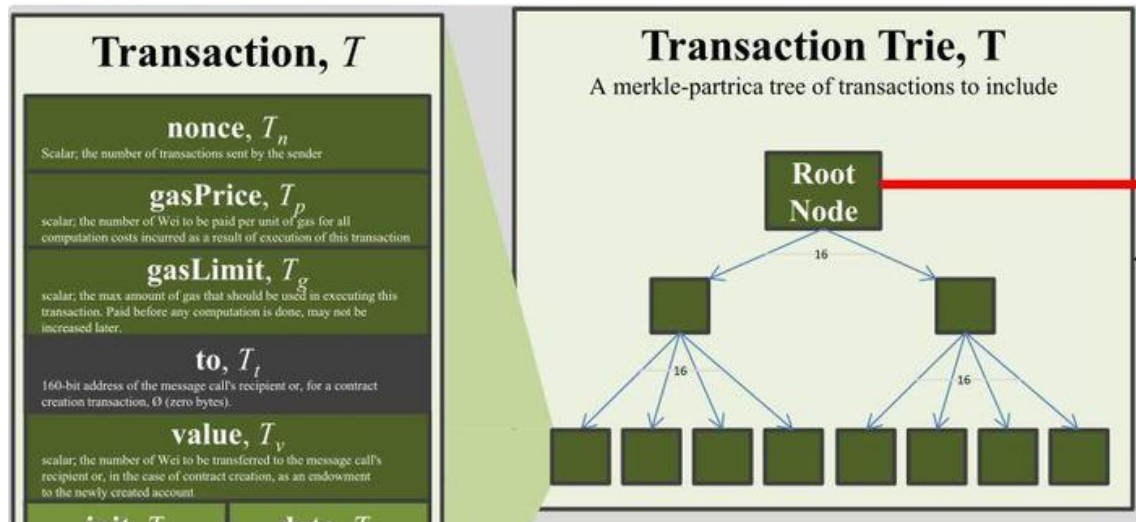 Transaction, T
nonce, Tn
Scalar; the number of transactions sent by the sender
gasPrice, Tp
scalar; the number of Wei to be paid per unit of gas for all
computation costs incurred as a result of execution of this transaction
gasLimit, Tg
scalar; the max amount of gas that should be used in executing this
transaction. Paid before any computation is done, may not be
increased later.
to, Tt
160-bit address of the message call's recipient or, for a contract
creation transaction, Ø (zero bytes).
value, Tv
scalar; the number of Wei to be transferred to the message call's
recipient or, in the case of contract creation, as an endowment
to the newly created account
Transaction Trie, T
A merkle-partrica tree of transactions to include
Root
Node
16
16
16